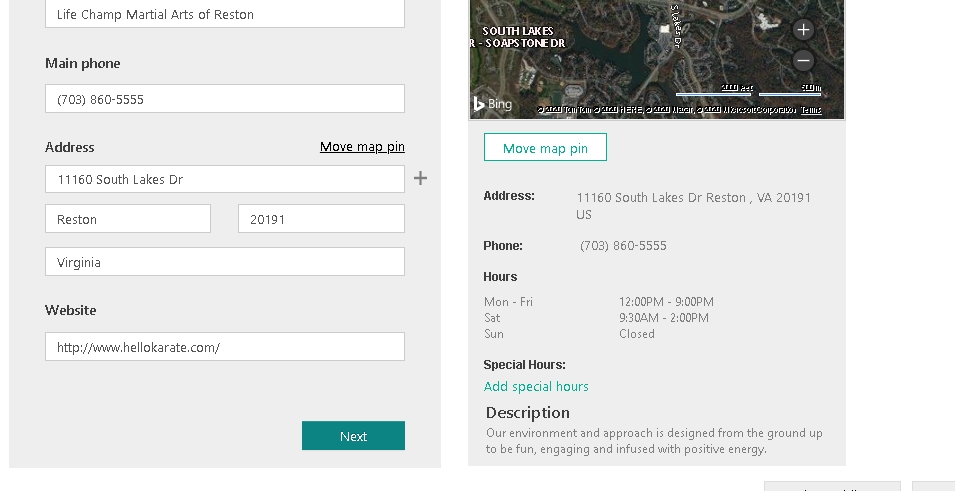 Life Champ Martial Arts of Reston
Main phone
(703) 860-5555
Address
Move map pin
11160 South Lakes Dr
Reston
20191
Virginia
Website
http://www.hellokarate.com/
Next
S Lakes Dr
SOUTH LAKES
R - SOAPSTONE DR
Bing
Terms
Move map pin
Address: 11160 South Lakes Dr Reston , VA 20191
US
Phone: (703) 860-5555
Hours
Mon - Fri 12:00PM - 9:00PM
Sat 9:30AM - 2:00PM
Sun Closed
Special Hours:
Add special hours
Description
Our environment and approach is designed from the ground up
to be fun, engaging and infused with positive energy.